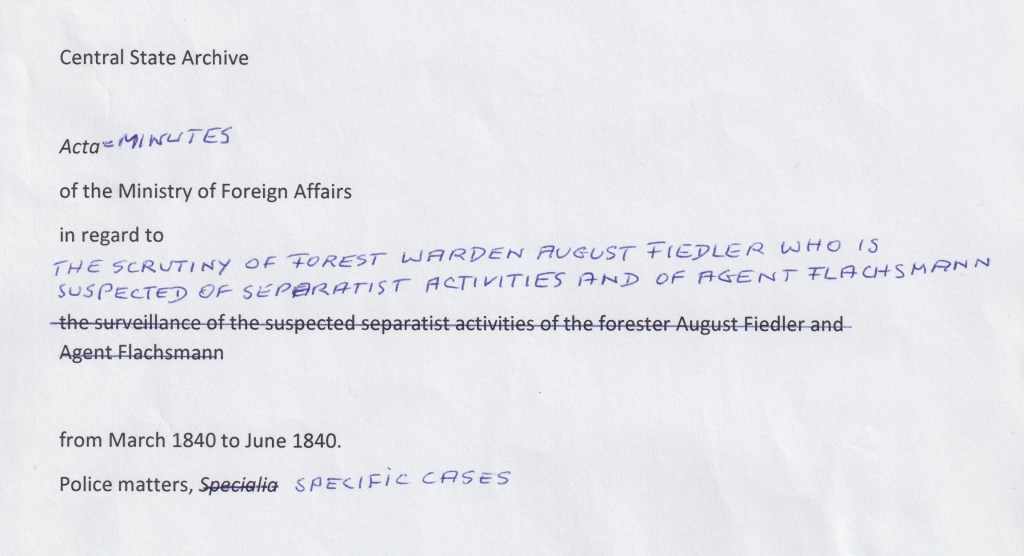 Central State Archive
Acta = MINUTES
of the Ministry of Foreign Affairs
in regard to
THE SCRUTINY OF FOREST WARDEN AUGUST FIEDLER WHO IS
SUSPECTED OF SEPARATIST ACTIVITIES AND OF AGENT FLACHSMANN
the surveillance of the suspected separatist activities of the forester August Fiedler and
Agent Flachsmann
from March 1840 to June 1840.
Police matters, Specialia SPECIFIC CASES